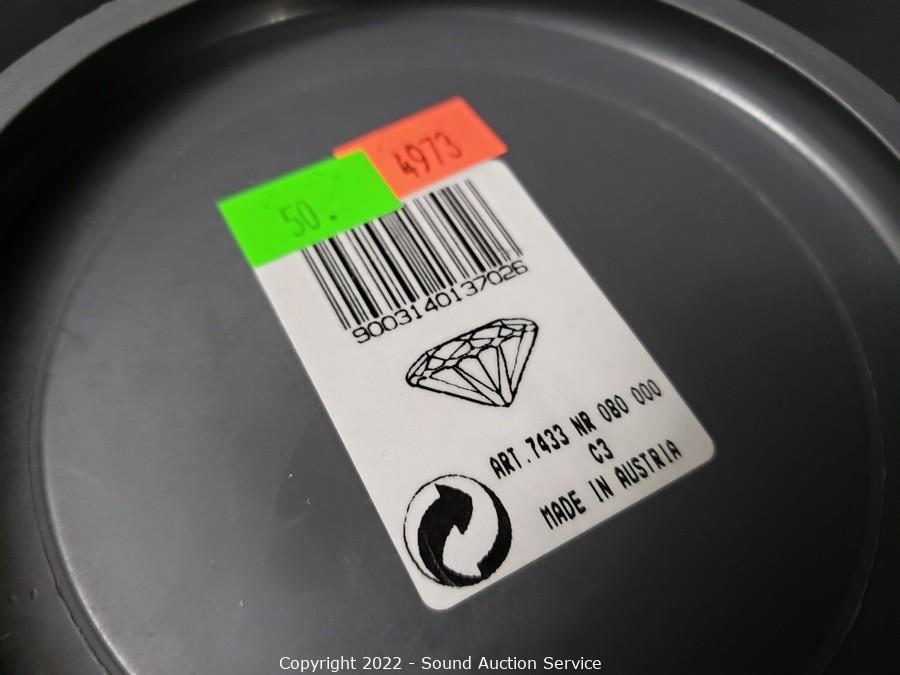 4973
50.
9003140137026
ART.7433 NR 080 000
C3
MADE IN AUSTRIA
Copyright 2022 - Sound Auction Service